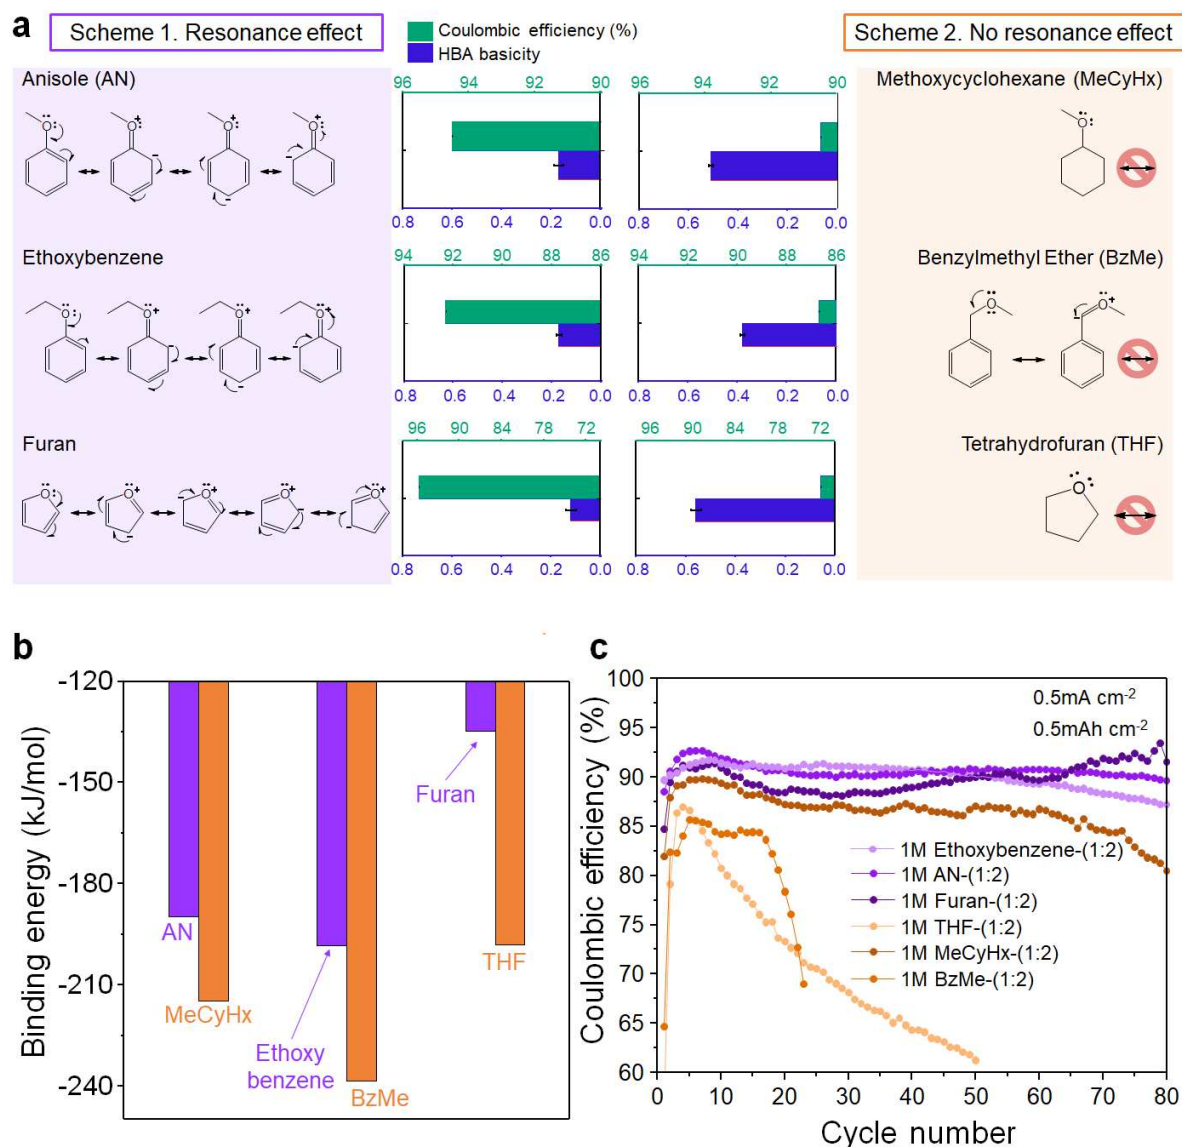 a
Scheme 1. Resonance effect
Coulombic efficiency (%)
HBA basicity
Scheme 2. No resonance effect
Anisole (AN)
96 94 92 90
0.8 0.6 0.4 0.2 0.0
96 94 92 90
0.8 0.6 0.4 0.2 0.0
Methoxycyclohexane (MeCyHx)
Ethoxybenzene
94 92 90 88 86
0.8 0.6 0.4 0.2 0.0
94 92 90 88 86
0.8 0.6 0.4 0.2 0.0
Benzylmethyl Ether (BzMe)
Furan
96 90 84 78 72
0.8 0.6 0.4 0.2 0.0
96 90 84 78 72
0.8 0.6 0.4 0.2 0.0
Tetrahydrofuran (THF)
b
Binding energy (kJ/mol)
-120
-150
-180
-210
-240
AN
MeCyHx
Ethoxy
benzene
BzMe
Furan
THF
c
Coulombic efficiency (%)
100
95
90
85
80
75
70
65
60
0.5mA cm-2
0.5mAh cm-2
1M Ethoxybenzene-(1:2)
1M AN-(1:2)
1M Furan-(1:2)
1M THF-(1:2)
1M MeCyHx-(1:2)
1M BzMe-(1:2)
0 10 20 30 40 50 60 70 80
Cycle number